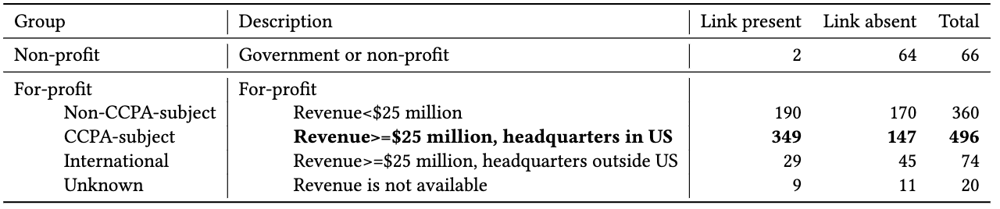 Group Description Link present Link absent Total
Non-profit Government or non-profit 2 64 66
For-profit For-profit
Non-CCPA-subject Revenue<$25 million 190 170 360
CCPA-subject Revenue>=$25 million, headquarters in US 349 147 496
International Revenue>=$25 million, headquarters outside US 29 45 74
Unknown Revenue is not available 9 11 20